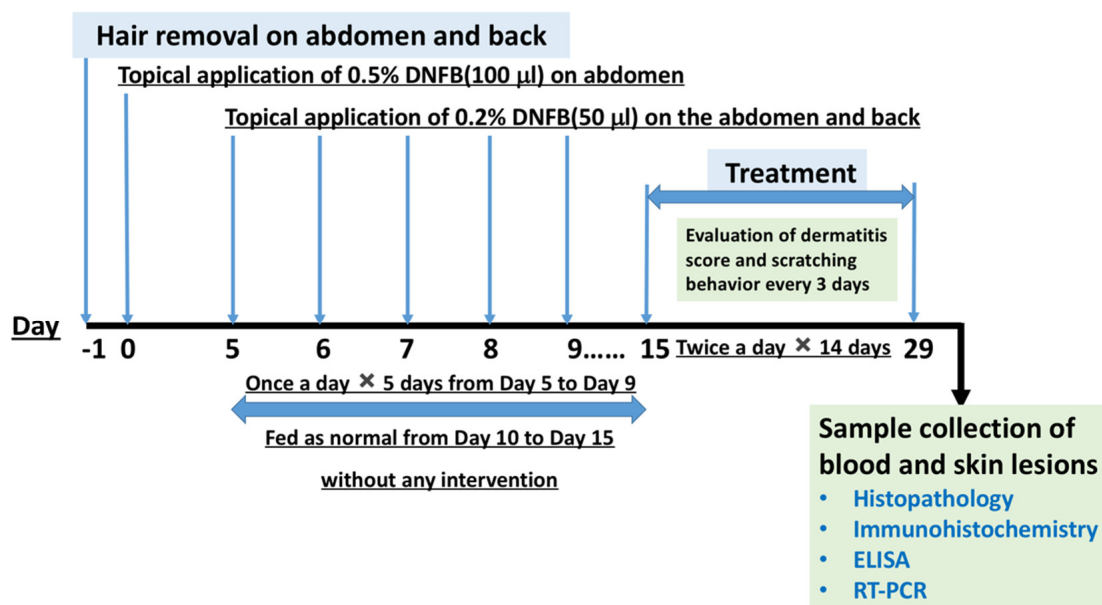 Hair removal on abdomen and back
Topical application of 0.5% DNFB(100 µl) on abdomen
Topical application of 0.2% DNFB(50 µl) on the abdomen and back
Treatment
Evaluation of dermatitis
score and scratching
behavior every 3 days
Day
-1 0 5 6 7 8 9...... 15 Twice a day × 14 days 29
Once a day × 5 days from Day 5 to Day 9
Fed as normal from Day 10 to Day 15
without any intervention
Sample collection of
blood and skin lesions
• Histopathology
• Immunohistochemistry
• ELISA
• RT-PCR